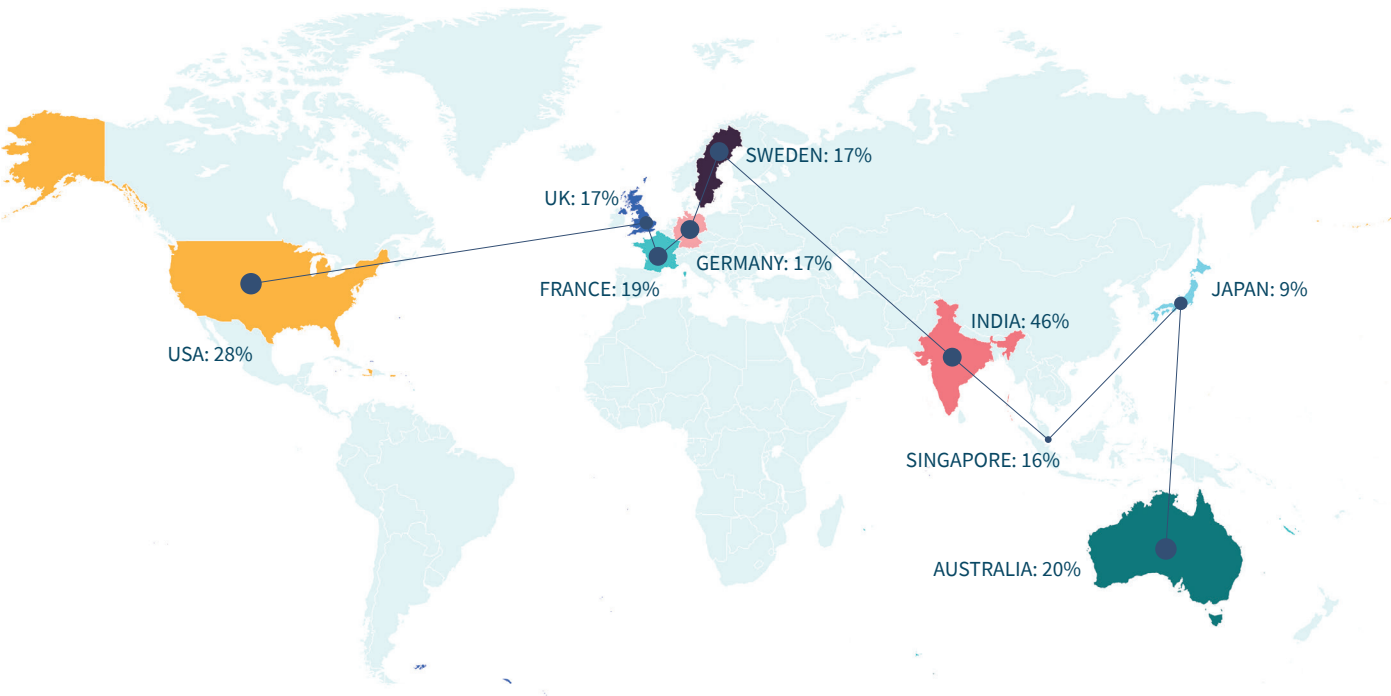 SWEDEN: 17%
UK: 17%
GERMANY: 17%
FRANCE: 19%
JAPAN: 9%
INDIA: 46%
USA: 28%
SINGAPORE: 16%
AUSTRALIA: 20%